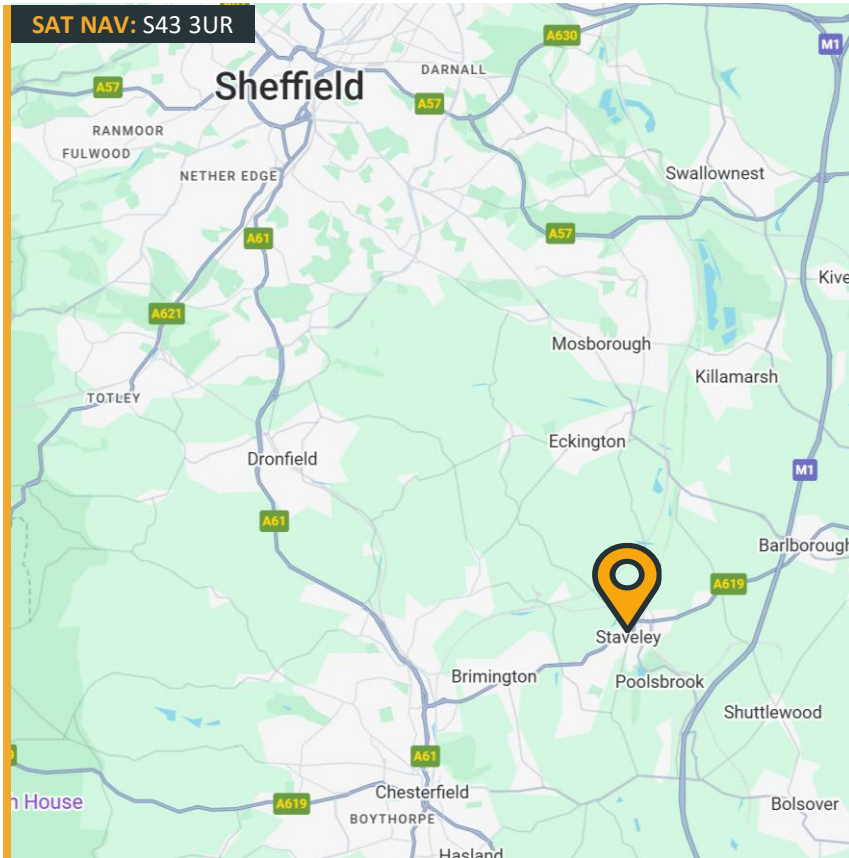 SAT NAV: S43 3UR
A630
M1
Sheffield
DARNALL
A57
A57
RANMOOR
FULWOOD
NETHER EDGE
Swallownest
A61
A57
Kive
A621
Mosborough
Killamarsh
TOTLEY
Eckington
Dronfield
M1
A61
Barlborough
A619
Staveley
Brimington
Poolsbrook
Shuttlewood
A61
Chesterfield
A619
n House
BOYTHORPE
Bolsover
Hasland